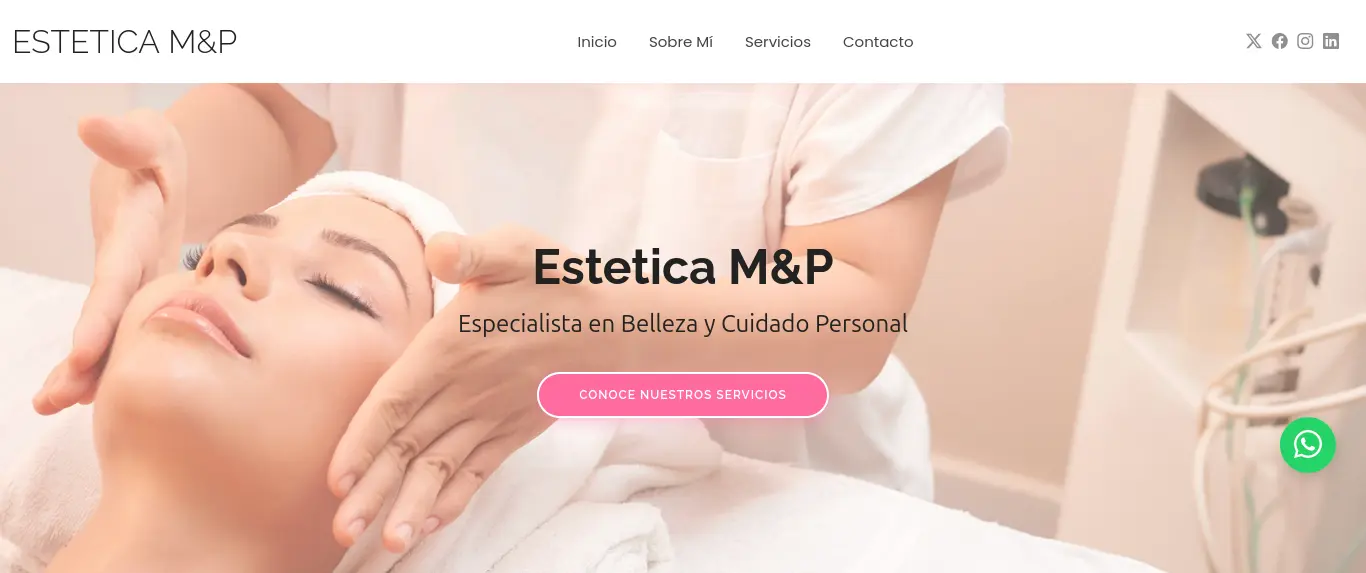 ESTETICA M&P
Inicio
Sobre Mí
Servicios
Contacto
Estetica M&P
Especialista en Belleza y Cuidado Personal
CONOCE NUESTROS SERVICIOS